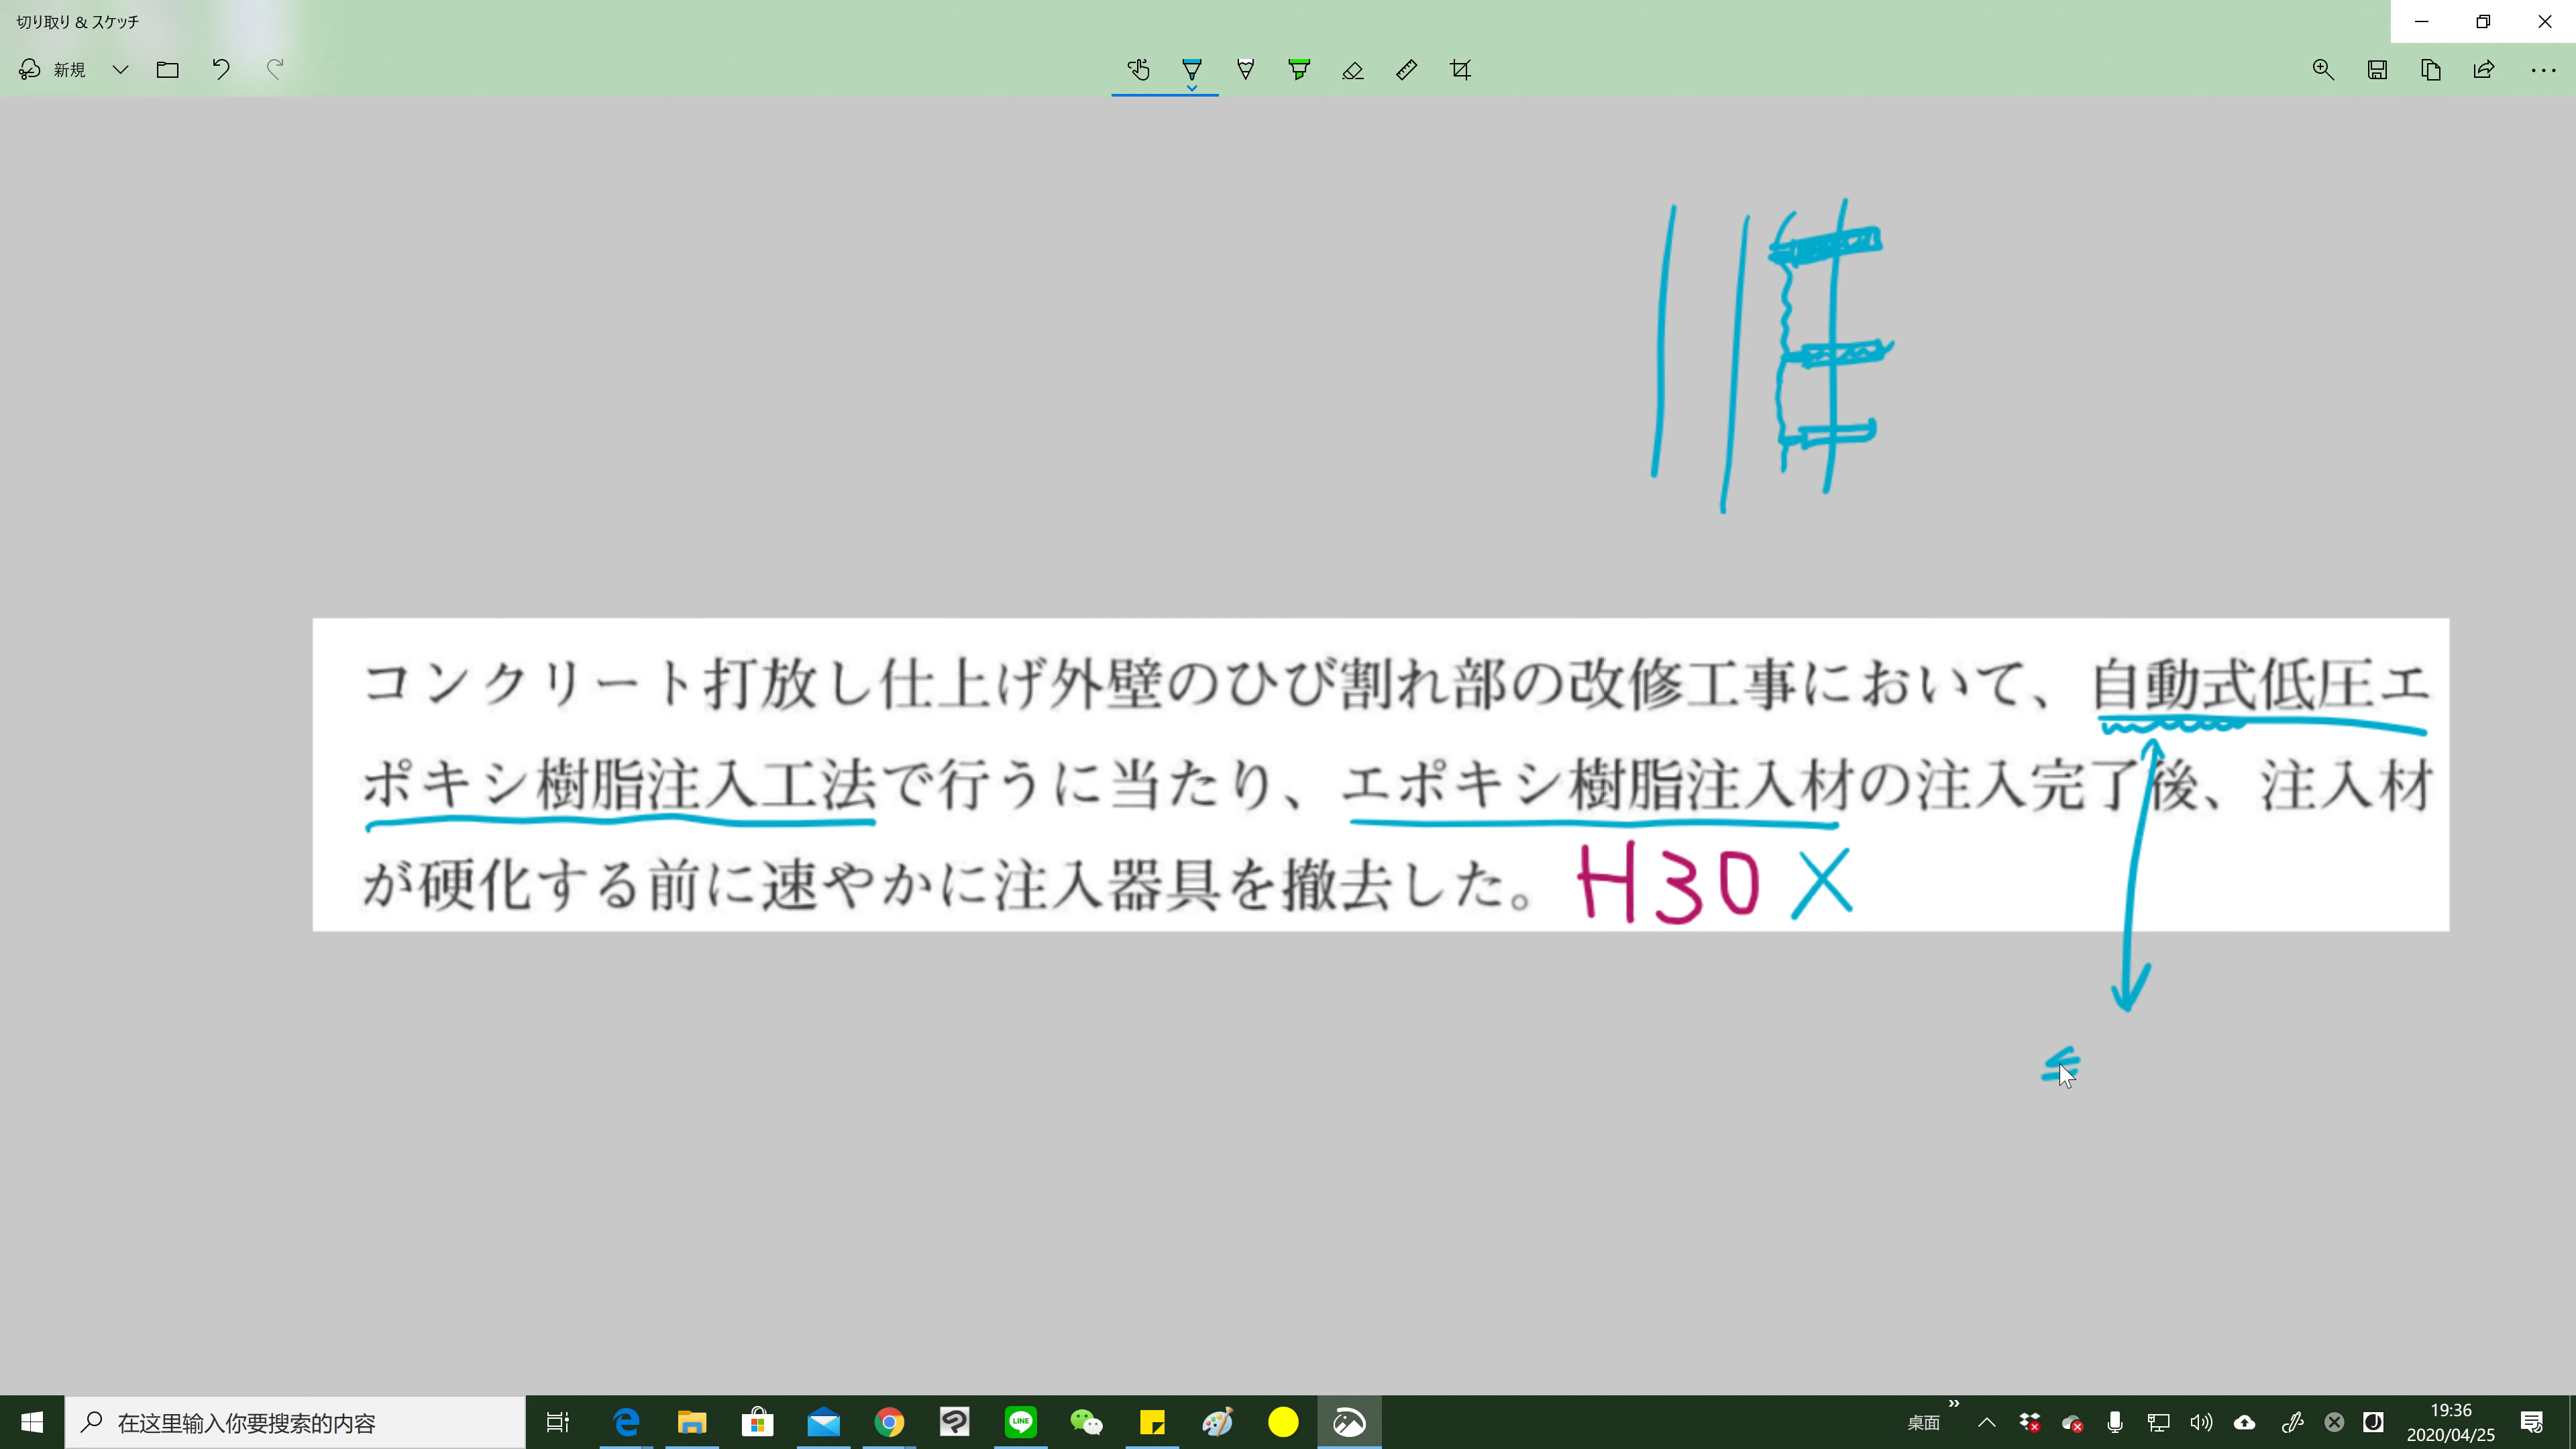 切り取り & スケッチ
新規
コンクリート打放し仕上げ外壁のひび割れ部の改修工事において、自動式低圧エ
ポキシ樹脂注入工法で行うに当たり、エポキシ樹脂注入材の注入完了後、注入材
が硬化する前に速やかに注入器具を撤去した。 H30 X
在这里输入你要搜索的内容
LINE
桌面
19:36
2020/04/25